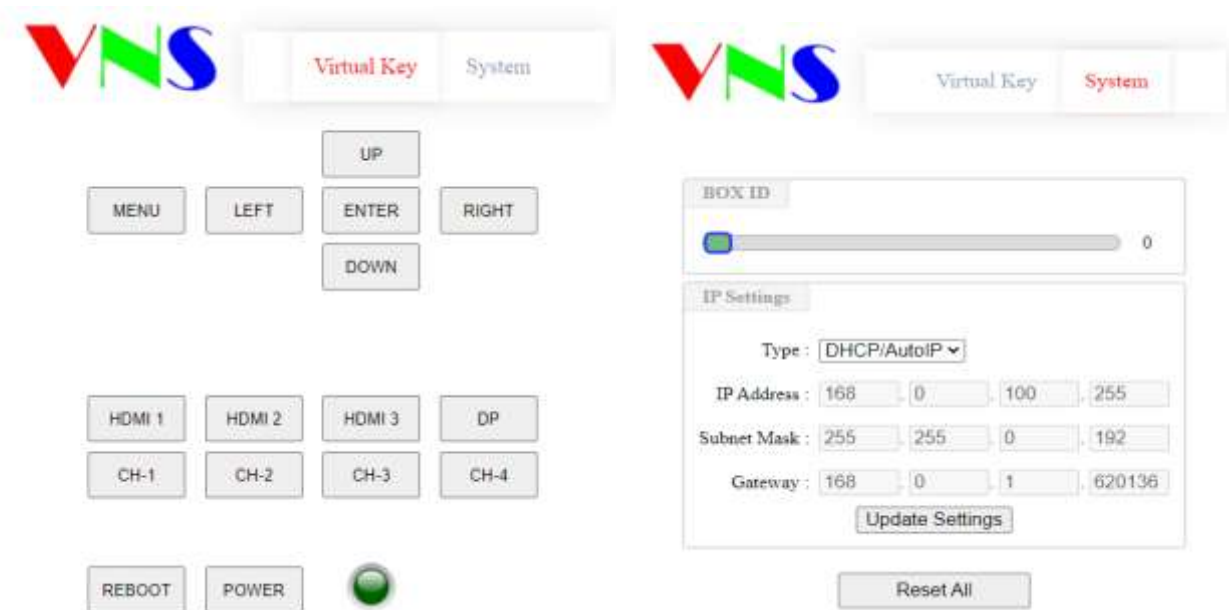 VNS
Virtual Key System
UP
MENU LEFT ENTER RIGHT
DOWN
HDMI 1 HDMI 2 HDMI 3 DP
CH-1 CH-2 CH-3 CH-4
REBOOT POWER
VNS
Virtual Key System
BOX ID
0
IP Settings
Type : DHCP/AutoIP
IP Address : 168 . 0 . 100 . 255
Subnet Mask : 255 . 255 . 0 . 192
Gateway : 168 . 0 . 1 . 620136
Update Settings
Reset All